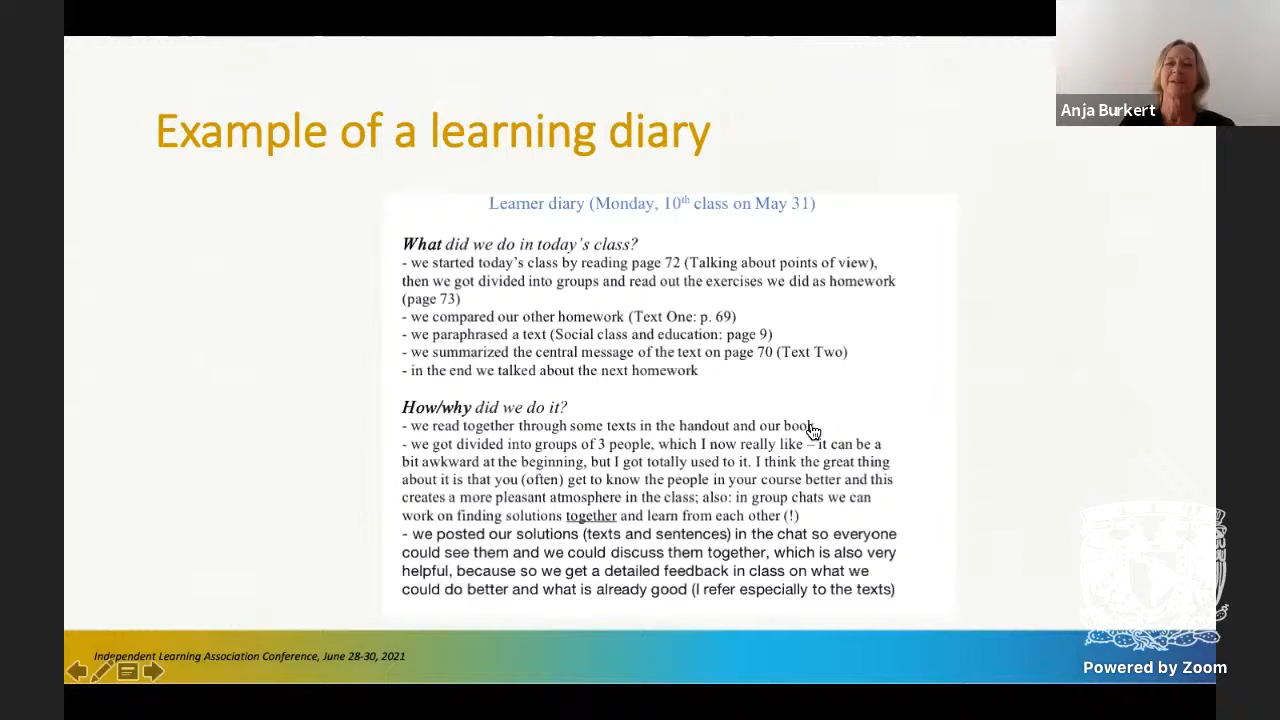 Anja Burkert
Example of a learning diary
Learner diary (Monday, 10th class on May 31)
What did we do in today's class?
- we started today's class by reading page 72 (Talking about points of view),
then we got divided into groups and read out the exercises we did as homework
(page 73)
- we compared our other homework (Text One: p. 69)
- we paraphrased a text (Social class and education: page 9)
- we summarized the central message of the text on page 70 (Text Two)
- in the end we talked about the next homework
How/why did we do it?
- we read together through some texts in the handout and our book
- we got divided into groups of 3 people, which I now really like – it can be a
bit awkward at the beginning, but I got totally used to it. I think the great thing
about it is that you (often) get to know the people in your course better and this
creates a more pleasant atmosphere in the class; also: in group chats we can
work on finding solutions together and learn from each other (!)
- we posted our solutions (texts and sentences) in the chat so everyone
could see them and we could discuss them together, which is also very
helpful, because so we get a detailed feedback in class on what we
could do better and what is already good (I refer especially to the texts)
Independent Learning Association Conference, June 28-30, 2021
Powered by Zoom